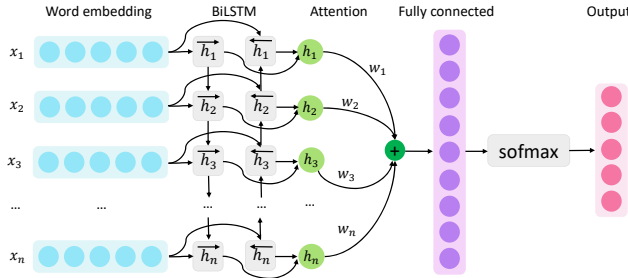 Word embedding BiLSTM Attention Fully connected Output
x₁ h₁ h₁ h₁ w₁
x₂ h₂ h₂ h₂ w₂
x₃ h₃ h₃ h₃ w₃
+ sofmax
... ... ... ... ...
xₙ hₙ hₙ hₙ wₙ